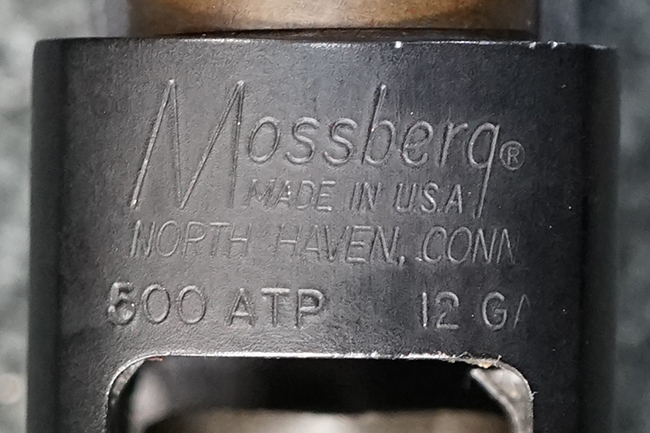 Mossberg®
MADE IN U.S.A.
NORTH HAVEN, CONN
500 ATP 12 GA